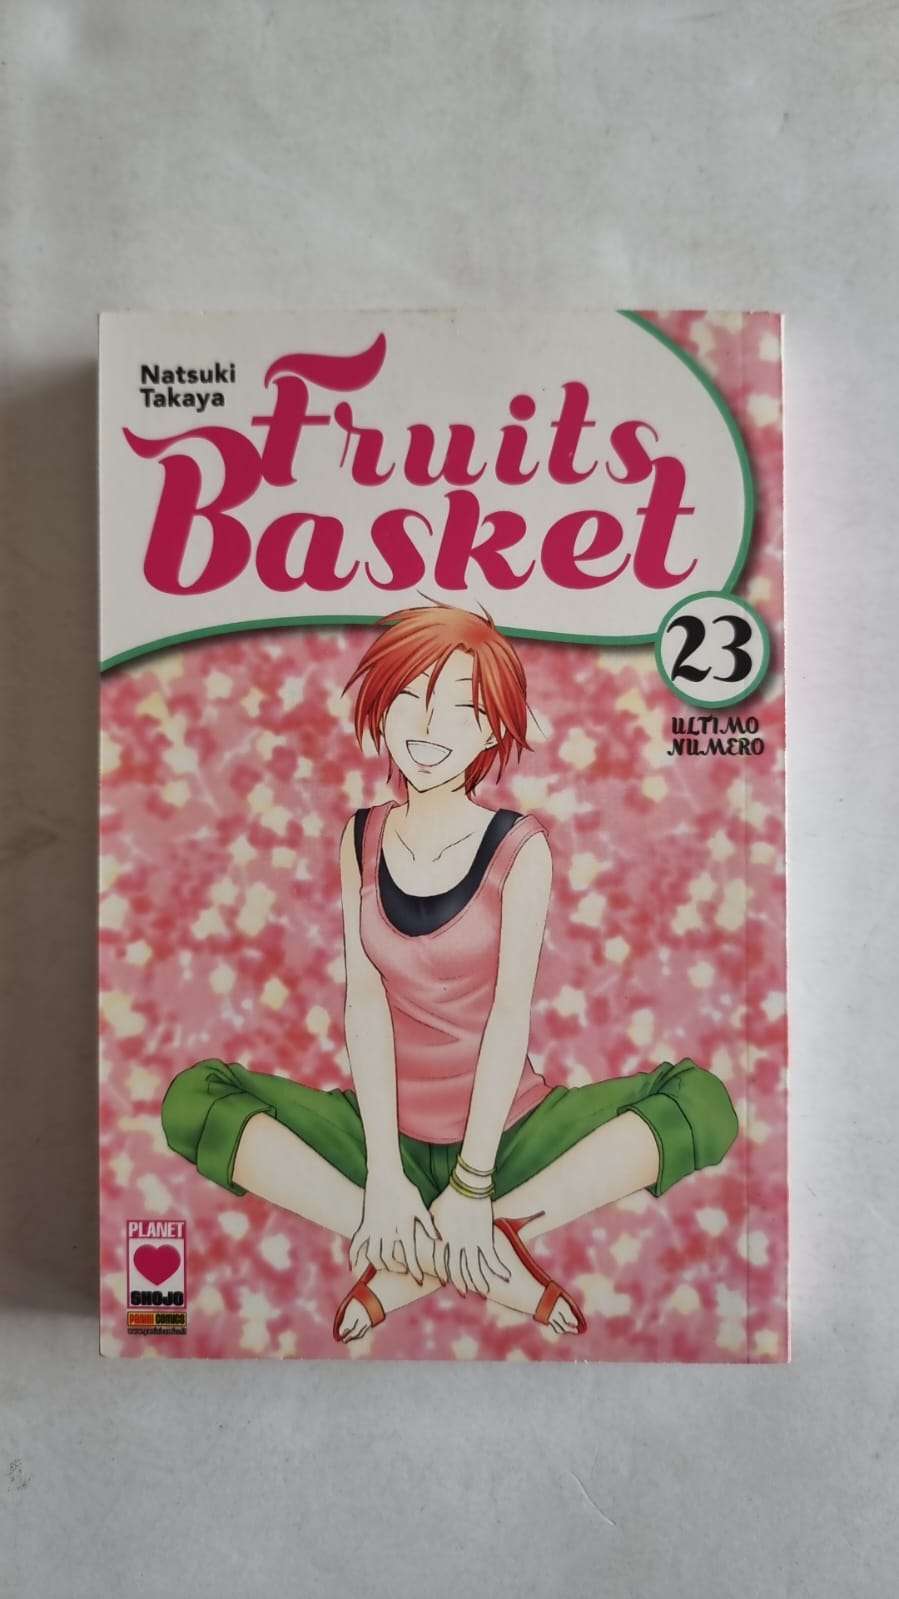 Natsuki
Takaya
Fruits
Basket
23
ULTIMO
NUMERO
PLANET
SHOJO
PANINI COMICS